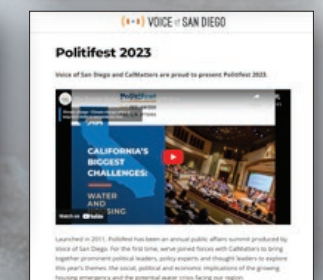 VOICE of SAN DIEGO
Politifest 2023
Voice of San Diego and CalMatters are proud to present Politifest 2023.
Politifest
CALIFORNIA'S
BIGGEST
CHALLENGES:
WATER
AND
SING
Watch on YouTube
Launched in 2011, Politifest has been an annual public affairs summit produced by
Voice of San Diego. For the first time, we've joined forces with CalMatters to bring
together prominent political leaders, policy experts and thought leaders to explore
this year's themes: the social, political and economic implications of the growing
housing emergency and the potential water crisis facing our region.